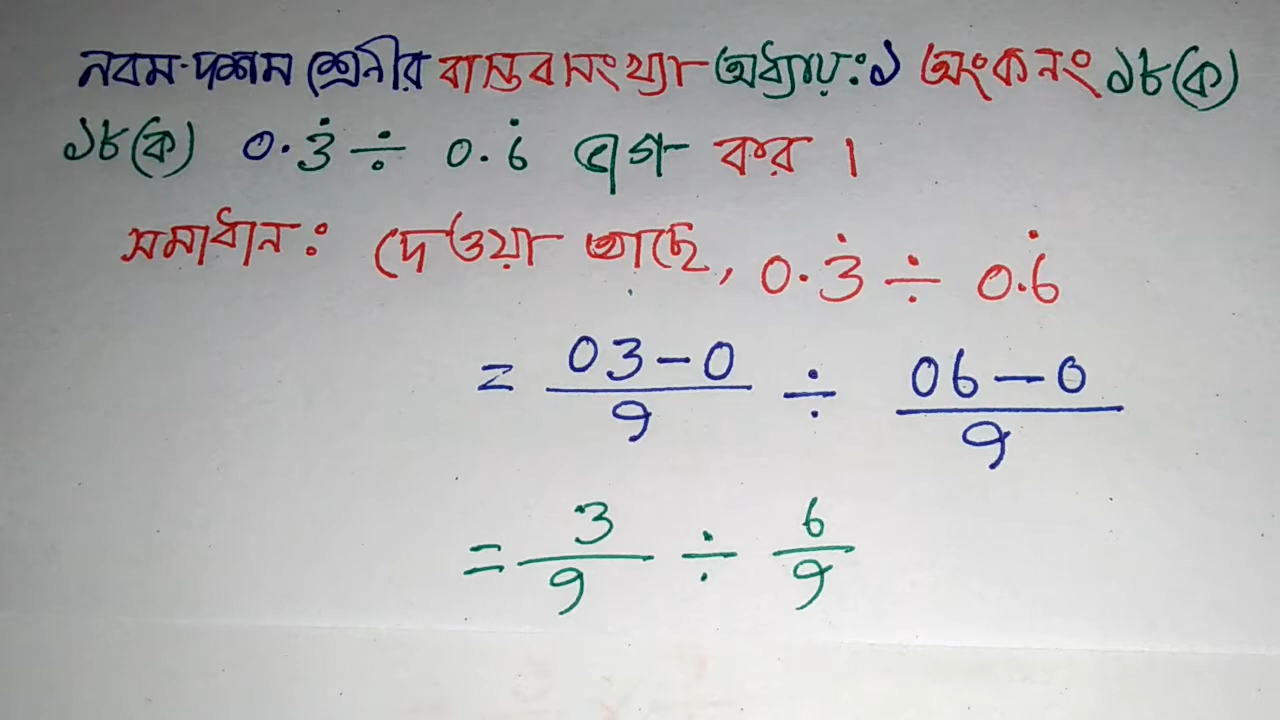 নবম-দশম শ্রেনীর বাস্তব সংখ্যা অধ্যায়ঃ১ অংক নং ১৮(ক)
১৮(ক) 0.3̇ ÷ 0.6̇ ভাগ কর ।
সমাধান: দেওয়া আছে, 0.3̇ ÷ 0.6̇
= 03-0/9 ÷ 06-0/9
= 3/9 ÷ 6/9